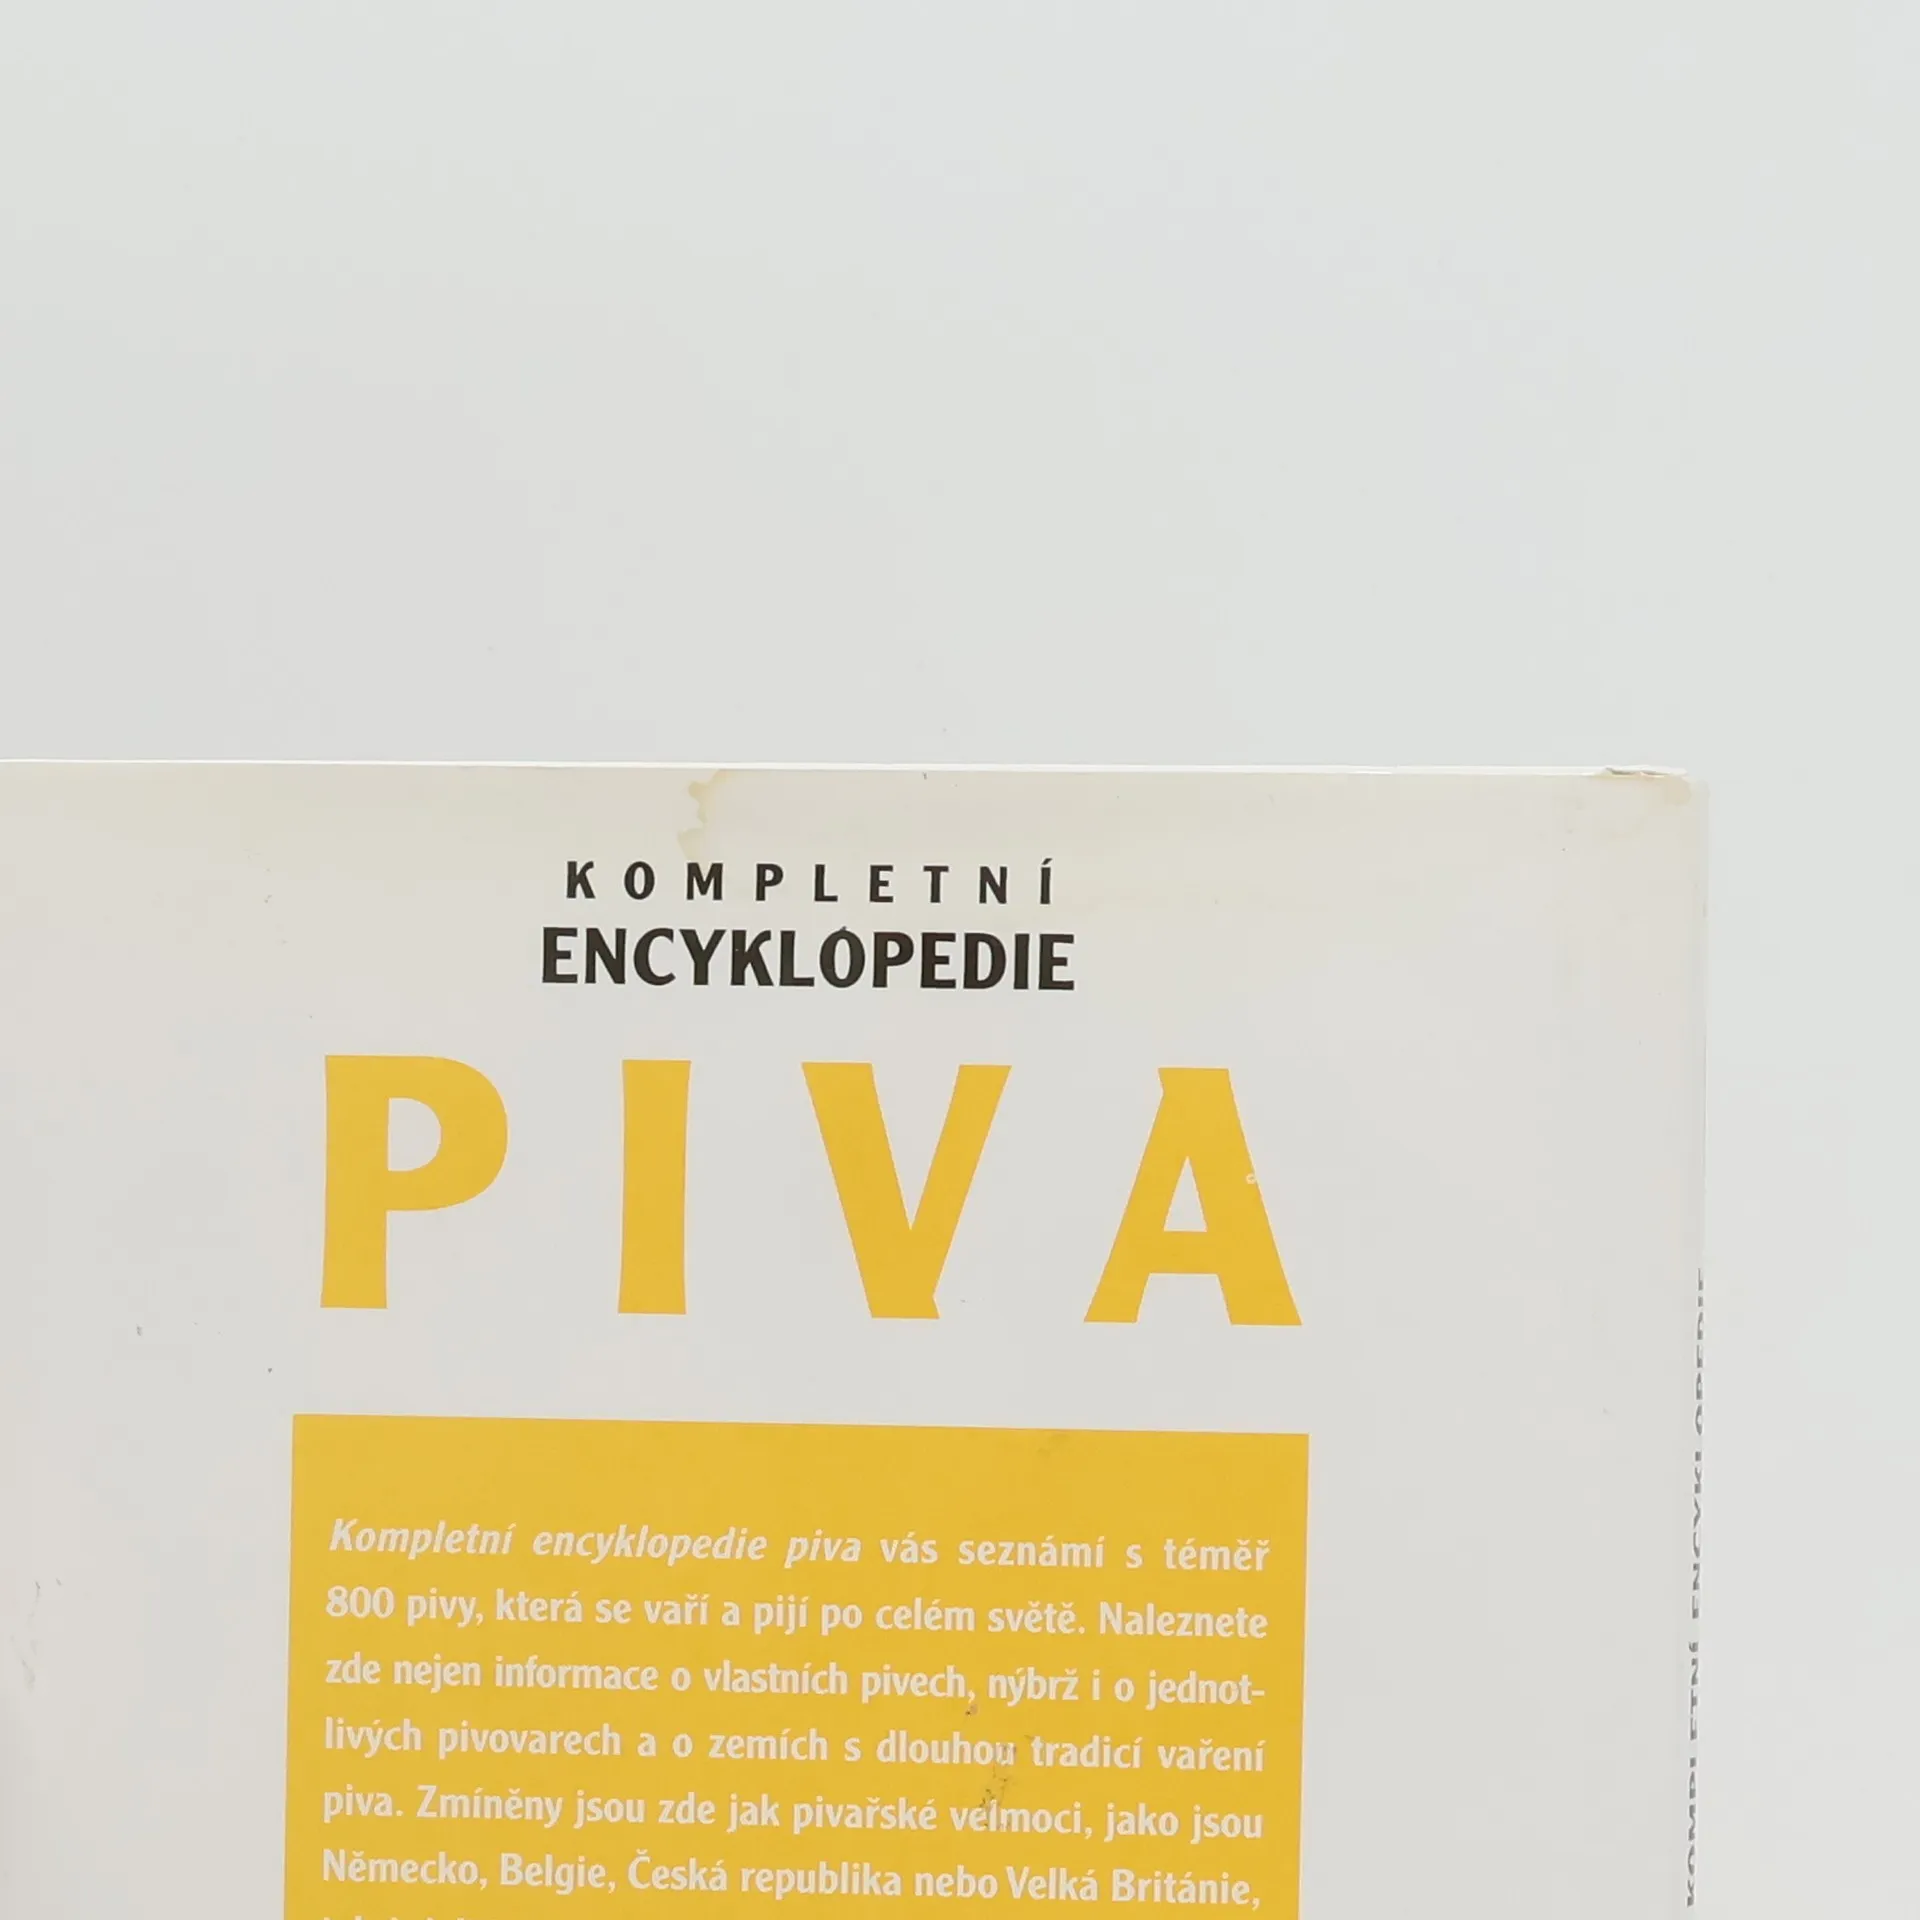 KOMPLETNÍ
ENCYKLOPEDIE
PIVA
Kompletní encyklopedie piva vás seznámí s téměř
800 pivy, která se vaří a pijí po celém světě. Naleznete
zde nejen informace o vlastních pivech, nýbrž i o jednot-
livých pivovarech a o zemích s dlouhou tradicí vaření
piva. Zmíněny jsou zde jak pivařské velmoci, jako jsou
Německo, Belgie, Česká republika nebo Velká Británie,
KOMPLETNÍ ENCYKLOPEDIE